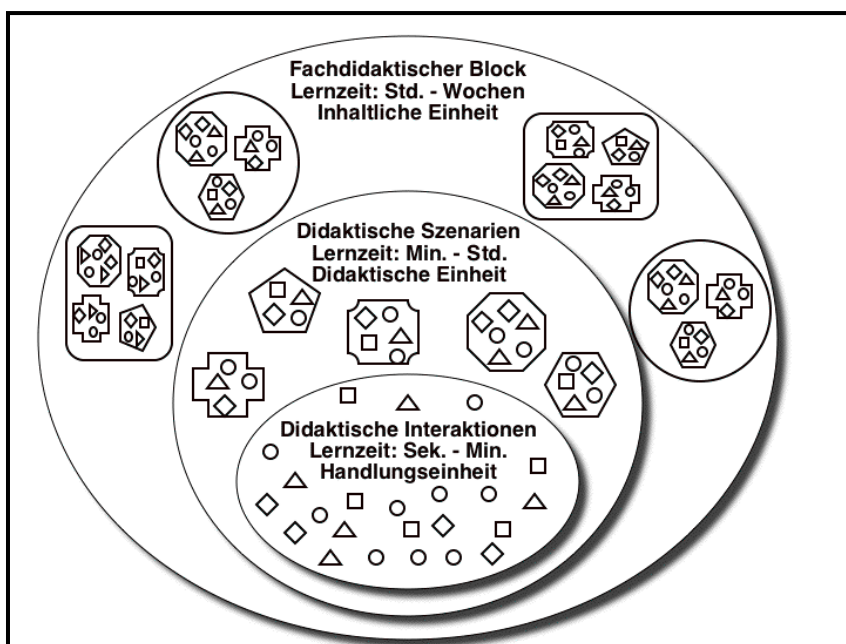 Fachdidaktischer Block
Lernzeit: Std. - Wochen
Inhaltliche Einheit
Didaktische Szenarien
Lernzeit: Min. - Std.
Didaktische Einheit
Didaktische Interaktionen
Lernzeit: Sek. - Min.
Handlungseinheit